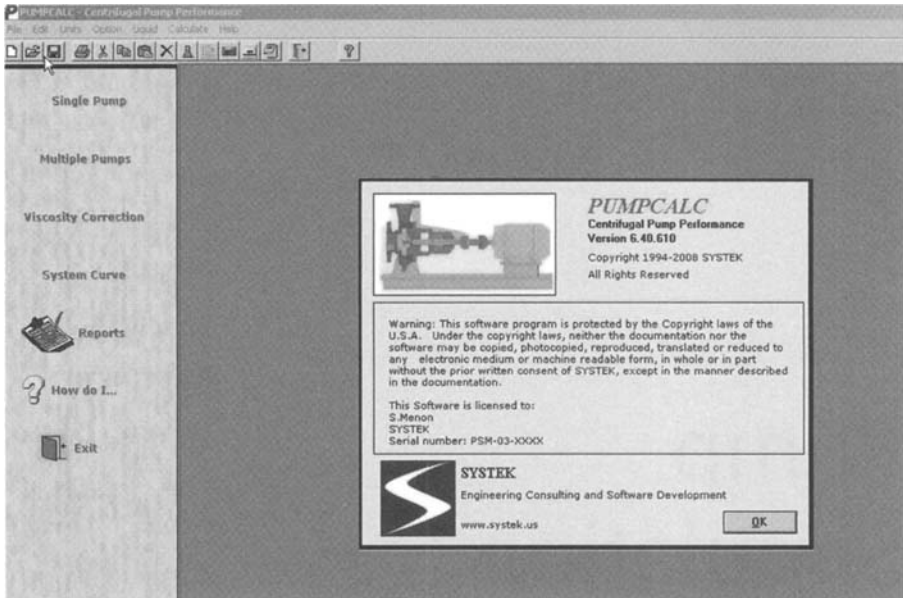 PUMPCALC - Centrifugal Pump Performance
File Edit Units Option Liquid Calculate Help
Single Pump
Multiple Pumps
Viscosity Correction
System Curve
Reports
How do I...
Exit
PUMPCALC
Centrifugal Pump Performance
Version 6.40.610
Copyright 1994-2008 SYSTEK
All Rights Reserved
Warning: This software program is protected by the Copyright laws of the
U.S.A. Under the copyright laws, neither the documentation nor the
software may be copied, photocopied, reproduced, translated or reduced to
any electronic medium or machine readable form, in whole or in part
without the prior written consent of SYSTEK, except in the manner described
in the documentation.
This Software is licensed to:
S.Menon
SYSTEK
Serial number: PSM-03-XXXX
SYSTEK
Engineering Consulting and Software Development
www.systek.us
OK